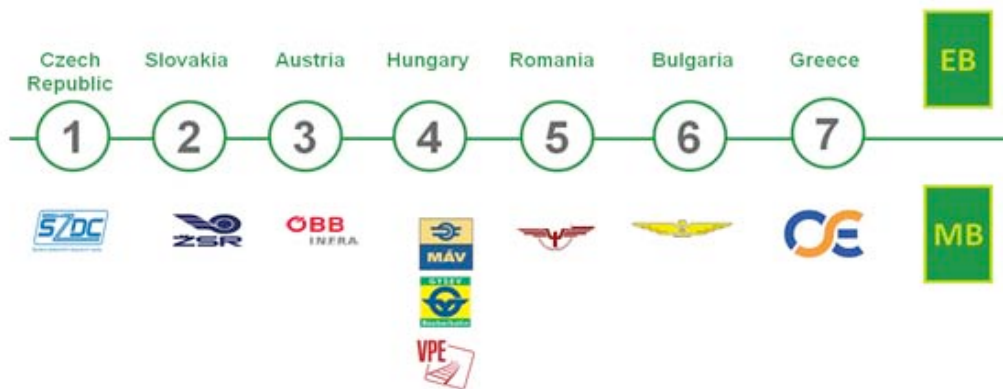 Czech
Republic
Slovakia
Austria
Hungary
Romania
Bulgaria
Greece
EB
1
2
3
4
5
6
7
SŽDC
ŽSR
ÖBB
INFRA
MÁV
GYSEV
VPE
OSE
MB